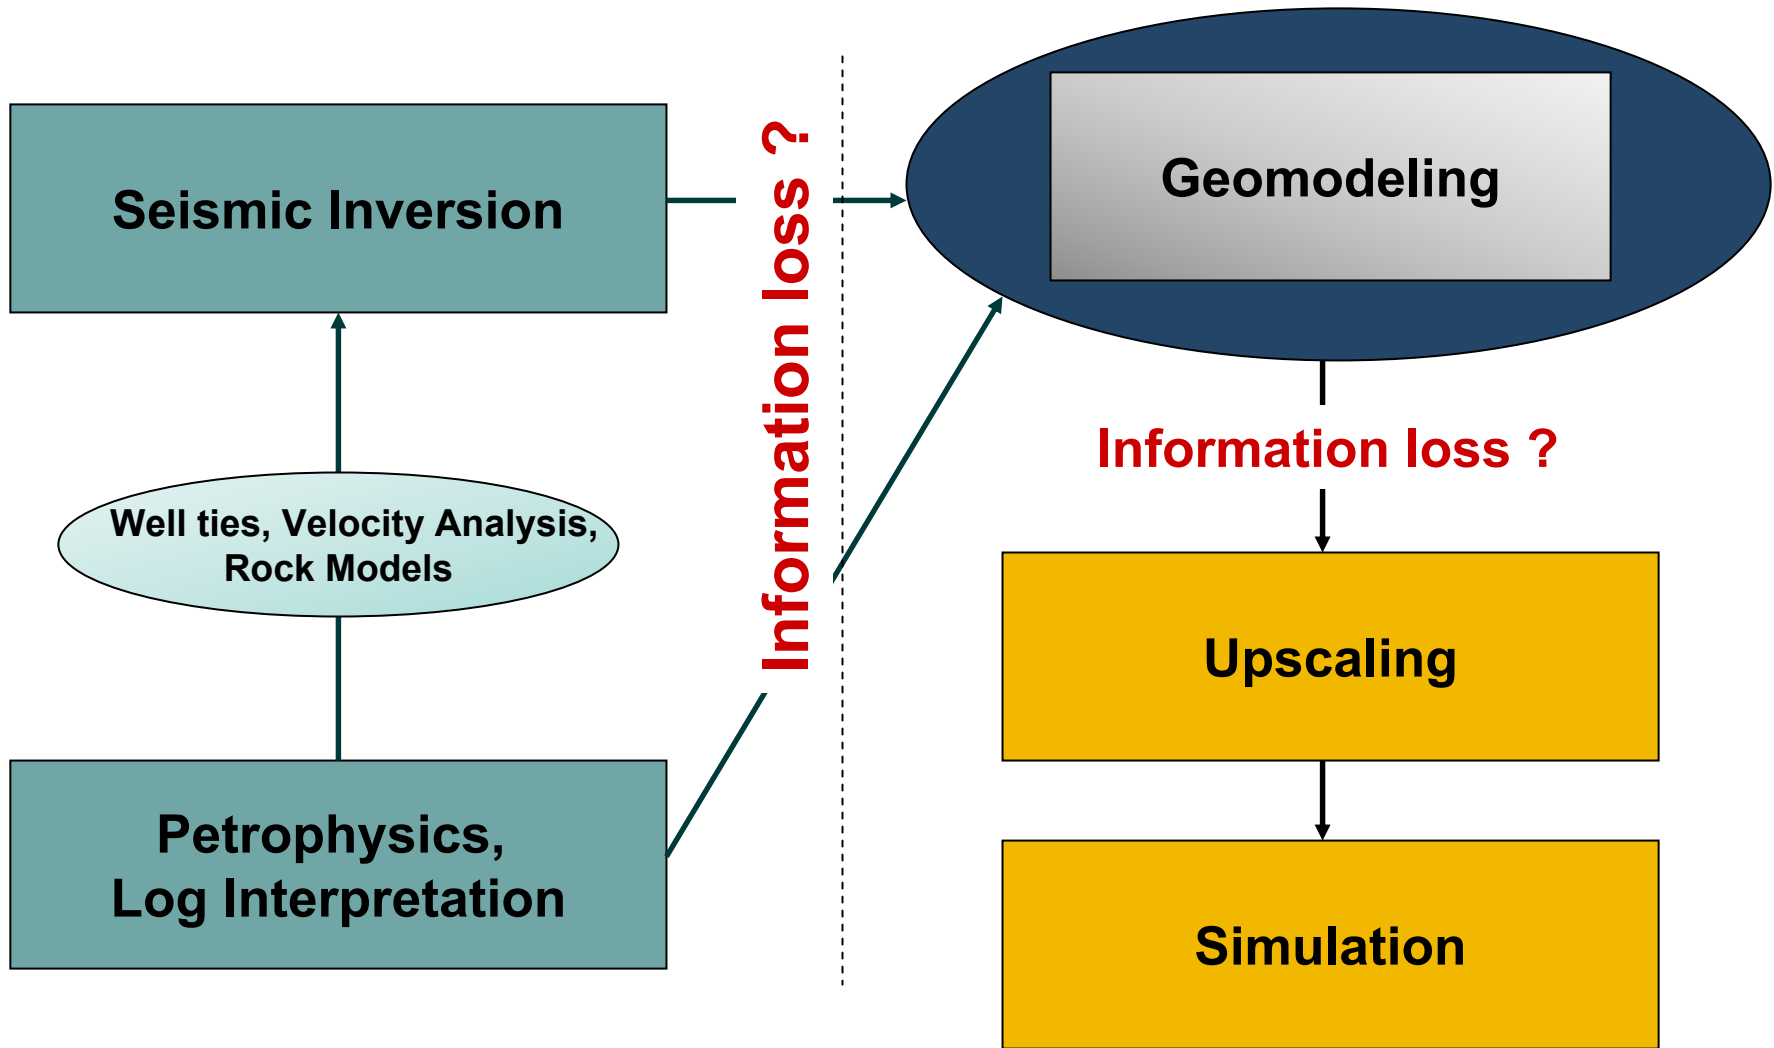 Seismic Inversion
Well ties, Velocity Analysis,
Rock Models
Petrophysics,
Log Interpretation
Information loss ?
Geomodeling
Information loss ?
Upscaling
Simulation